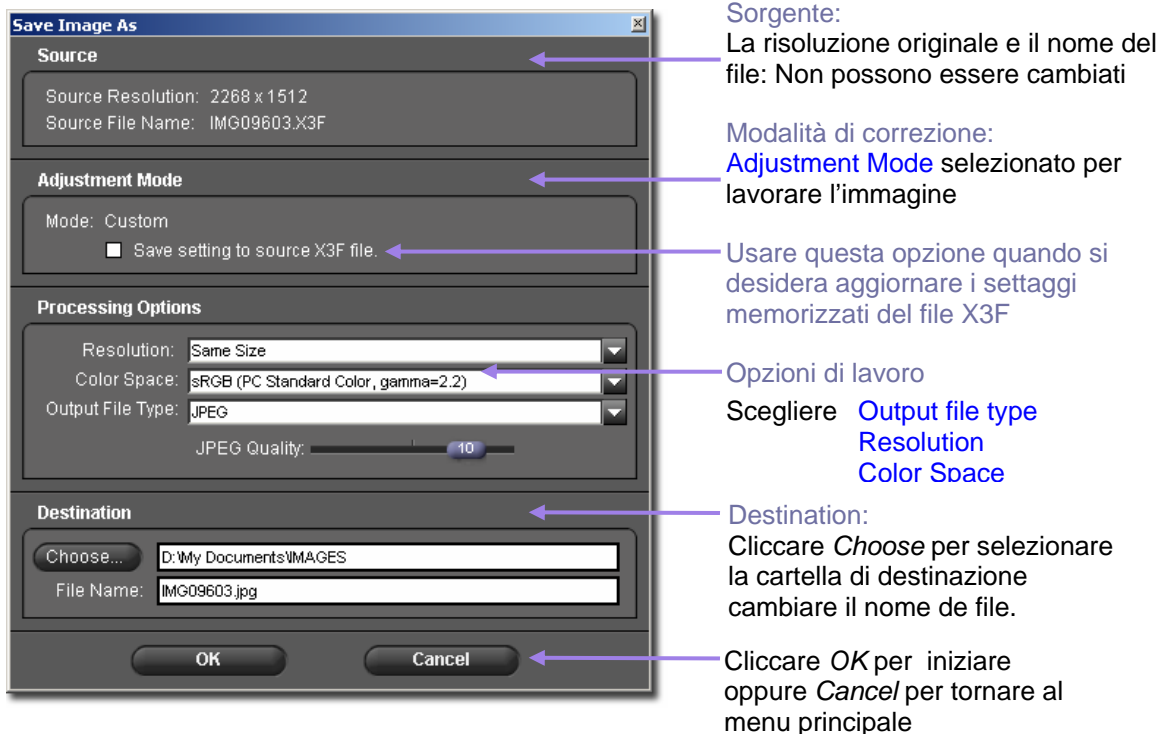 Save Image As
Source
Source Resolution: 2268 x 1512
Source File Name: IMG09603.X3F
Adjustment Mode
Mode: Custom
Save setting to source X3F file.
Processing Options
Resolution: Same Size
Color Space: sRGB (PC Standard Color, gamma=2.2)
Output File Type: JPEG
JPEG Quality: 10
Destination
Choose... D:\My Documents\IMAGES
File Name: IMG09603.jpg
OK Cancel
Sorgente:
La risoluzione originale e il nome del
file: Non possono essere cambiati
Modalità di correzione:
Adjustment Mode selezionato per
lavorare l'immagine
Usare questa opzione quando si
desidera aggiornare i settaggi
memorizzati del file X3F
Opzioni di lavoro
Scegliere Output file type
Resolution
Color Space
Destination:
Cliccare Choose per selezionare
la cartella di destinazione
cambiare il nome de file.
Cliccare OK per iniziare
oppure Cancel per tornare al
menu principale